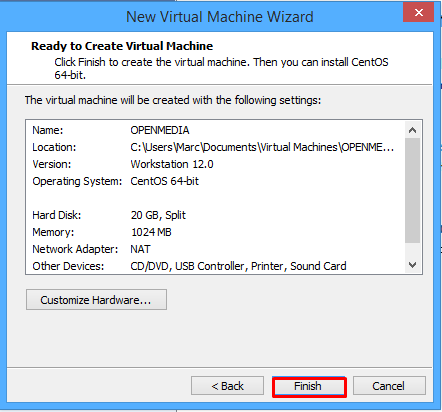 New Virtual Machine Wizard
Ready to Create Virtual Machine
Click Finish to create the virtual machine. Then you can install CentOS
64-bit.
The virtual machine will be created with the following settings:
Name: OPENMEDIA
Location: C:\Users\Marc\Documents\Virtual Machines\OPENME...
Version: Workstation 12.0
Operating System: CentOS 64-bit
Hard Disk: 20 GB, Split
Memory: 1024 MB
Network Adapter: NAT
Other Devices: CD/DVD, USB Controller, Printer, Sound Card
Customize Hardware...
< Back Finish Cancel